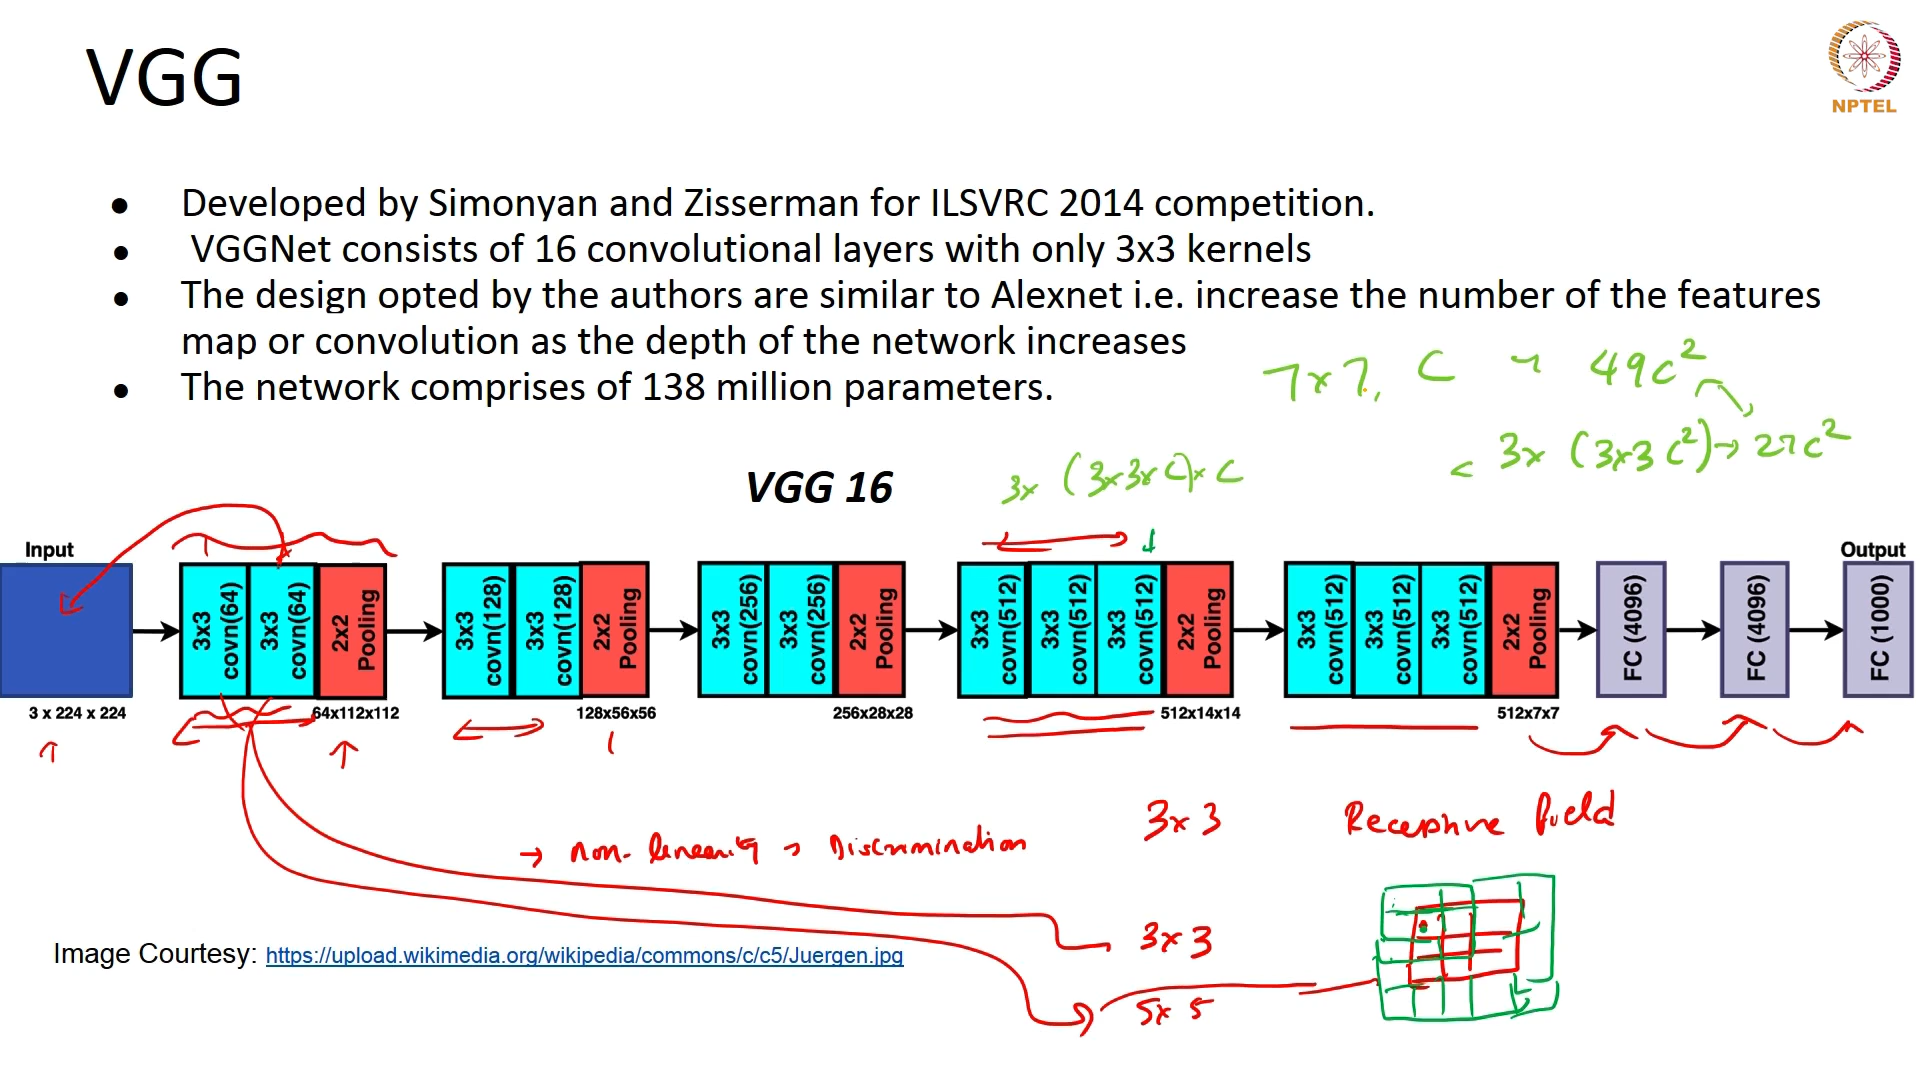 VGG
NPTEL
● Developed by Simonyan and Zisserman for ILSVRC 2014 competition.
● VGGNet consists of 16 convolutional layers with only 3x3 kernels
● The design opted by the authors are similar to Alexnet i.e. increase the number of the features
map or convolution as the depth of the network increases
● The network comprises of 138 million parameters.
7x7, C 49c²
< 3x (3x3 c²) → 27c²
VGG 16
3x (3x3x C) x C
Input
3 x 224 x 224
3x3 covn(64)
3x3 covn(64)
2x2 Pooling
64x112x112
3x3 covn(128)
3x3 covn(128)
2x2 Pooling
128x56x56
3x3 covn(256)
3x3 covn(256)
2x2 Pooling
256x28x28
3x3 covn(512)
3x3 covn(512)
3x3 covn(512)
2x2 Pooling
512x14x14
3x3 covn(512)
3x3 covn(512)
3x3 covn(512)
2x2 Pooling
512x7x7
FC (4096)
FC (4096)
Output
FC (1000)
3x3 Receptive field
→ Non-linearity → Discrimination
3x3
5x5
Image Courtesy: https://upload.wikimedia.org/wikipedia/commons/c/c5/Juergen.jpg